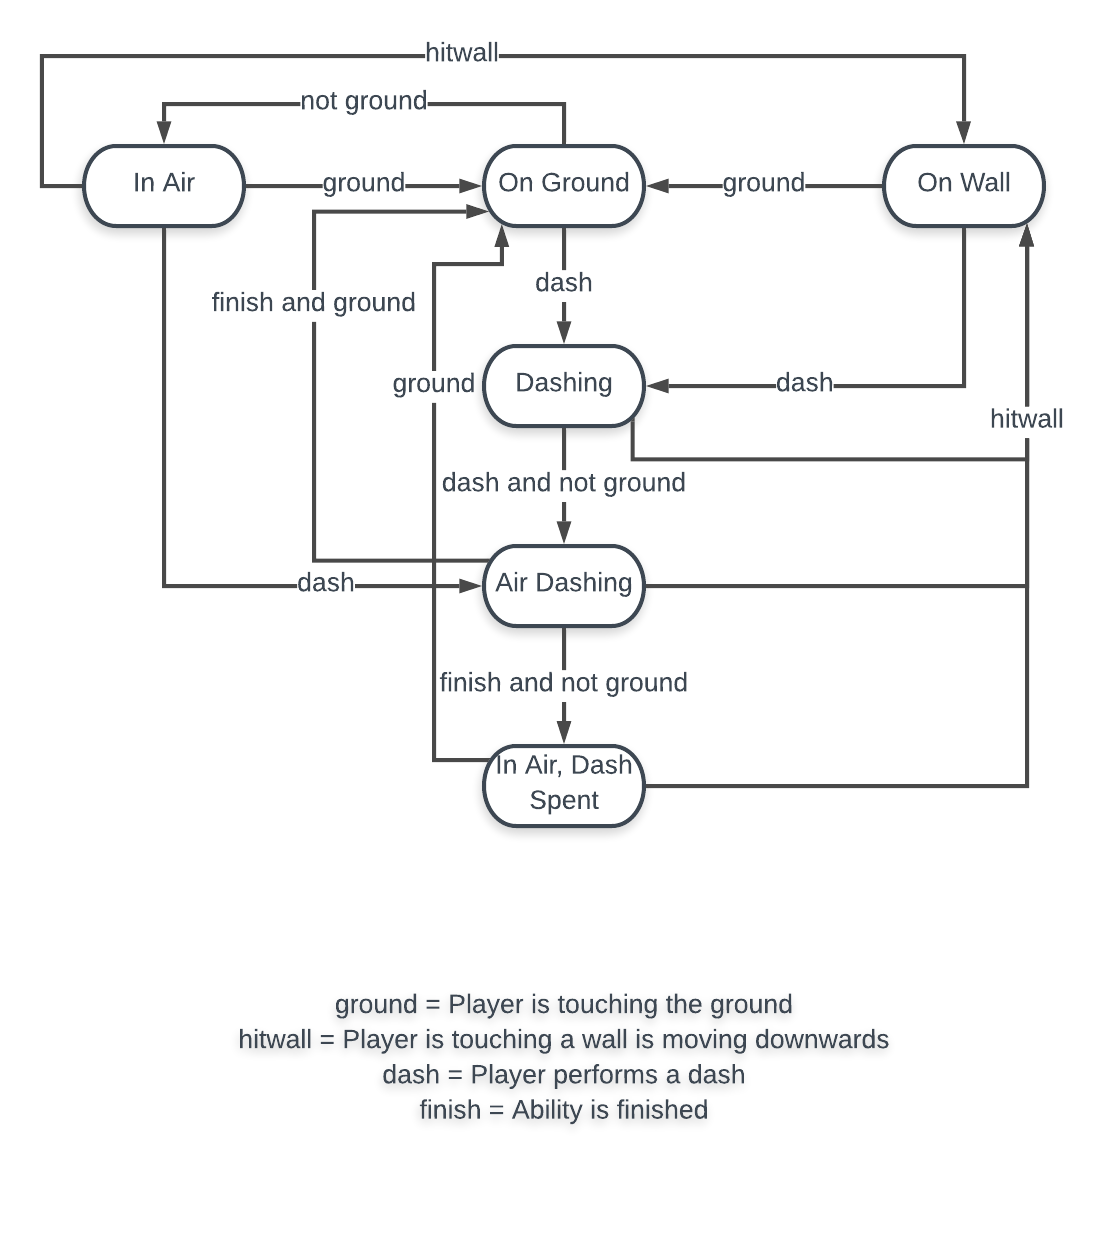 hitwall
not ground
In Air
ground
On Ground
ground
On Wall
dash
finish and ground
ground
Dashing
dash
hitwall
dash and not ground
dash
Air Dashing
finish and not ground
In Air, Dash
Spent
ground = Player is touching the ground
hitwall = Player is touching a wall is moving downwards
dash = Player performs a dash
finish = Ability is finished